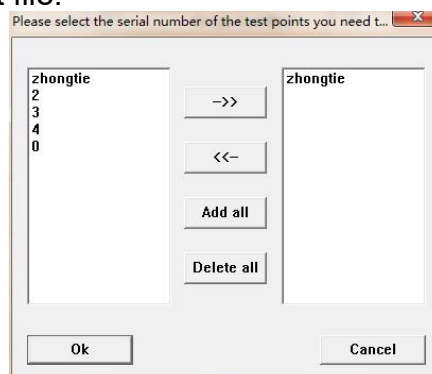 t file.
Please select the serial number of the test points you need t...
zhongtie
2
3
4
0
->>
<<-
Add all
Delete all
zhongtie
Ok
Cancel